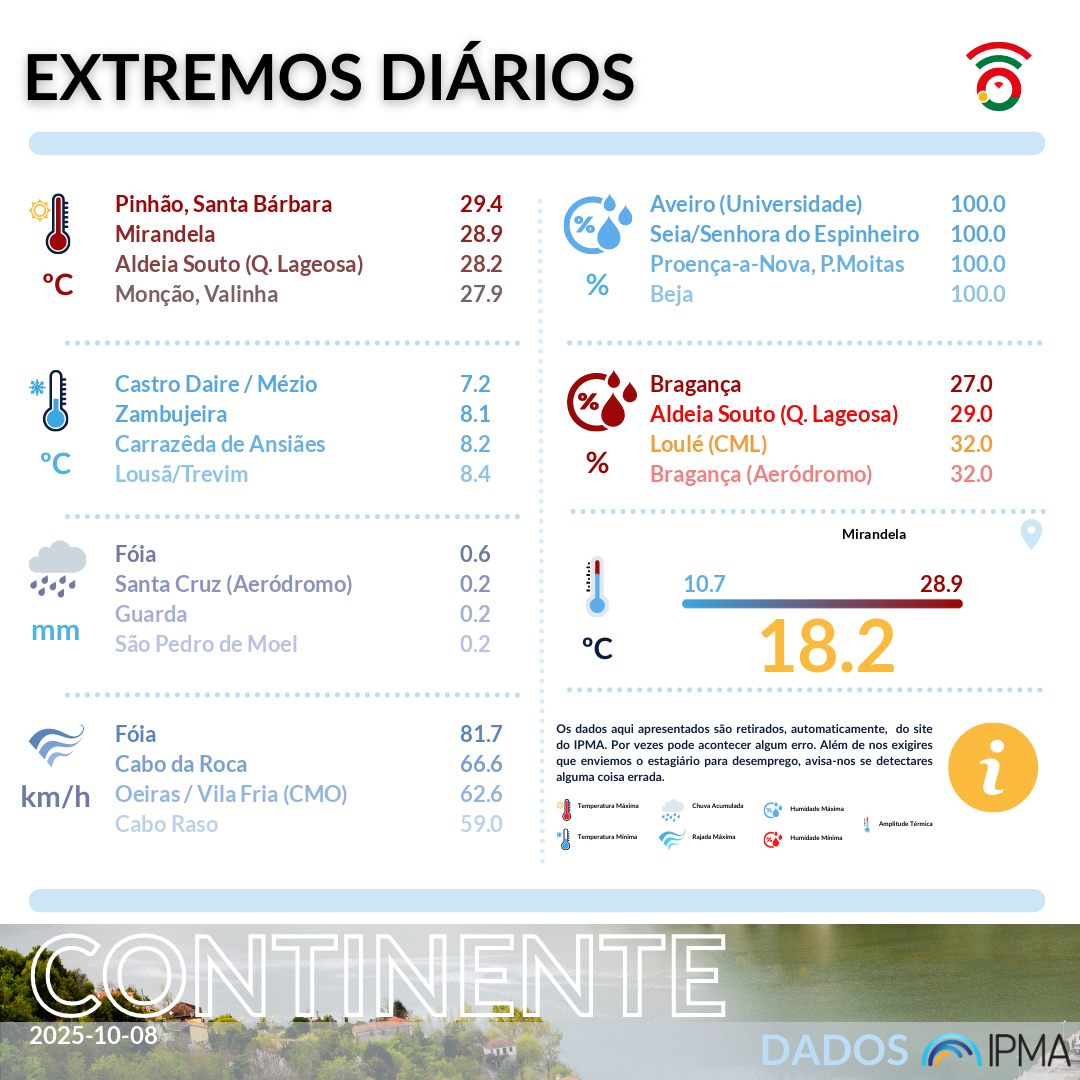 EXTREMOS DIÁRIOS
ºC
Pinhão, Santa Bárbara 29.4
Mirandela 28.9
Aldeia Souto (Q. Lageosa) 28.2
Monção, Valinha 27.9
ºC
Castro Daire / Mézio 7.2
Zambujeira 8.1
Carrazêda de Ansiães 8.2
Lousã/Trevim 8.4
mm
Fóia 0.6
Santa Cruz (Aeródromo) 0.2
Guarda 0.2
São Pedro de Moel 0.2
km/h
Fóia 81.7
Cabo da Roca 66.6
Oeiras / Vila Fria (CMO) 62.6
Cabo Raso 59.0
%
%
Aveiro (Universidade) 100.0
Seia/Senhora do Espinheiro 100.0
Proença-a-Nova, P.Moitas 100.0
Beja 100.0
%
%
Bragança 27.0
Aldeia Souto (Q. Lageosa) 29.0
Loulé (CML) 32.0
Bragança (Aeródromo) 32.0
Mirandela
ºC
10.7 28.9
18.2
Os dados aqui apresentados são retirados, automaticamente, do site
do IPMA. Por vezes pode acontecer algum erro. Além de nos exigires
que enviemos o estagiário para desemprego, avisa-nos se detectares
alguma coisa errada.
i
Temperatura Máxima
Chuva Acumulada
Humidade Máxima
Amplitude Térmica
Temperatura Mínima
Rajada Máxima
Humidade Mínima
CONTINENTE
2025-10-08
DADOS IPMA